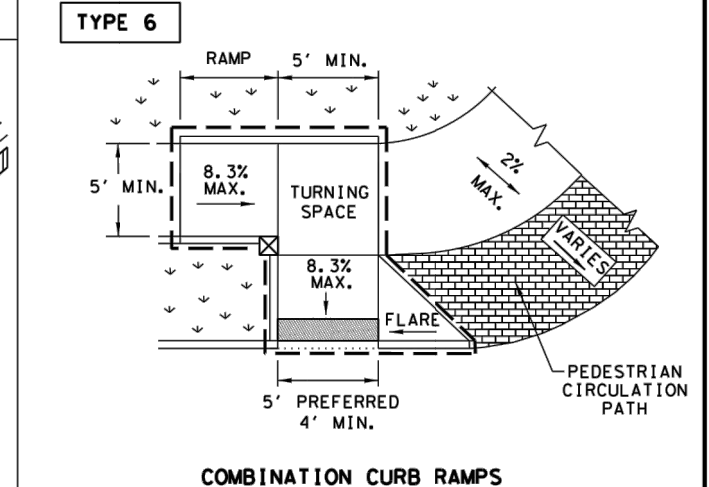 TYPE 6
RAMP
5' MIN.
5' MIN.
8.3%
MAX.
TURNING
SPACE
2%
MAX.
VARIES
8.3%
MAX.
FLARE
PEDESTRIAN
CIRCULATION
PATH
5' PREFERRED
4' MIN.
COMBINATION CURB RAMPS